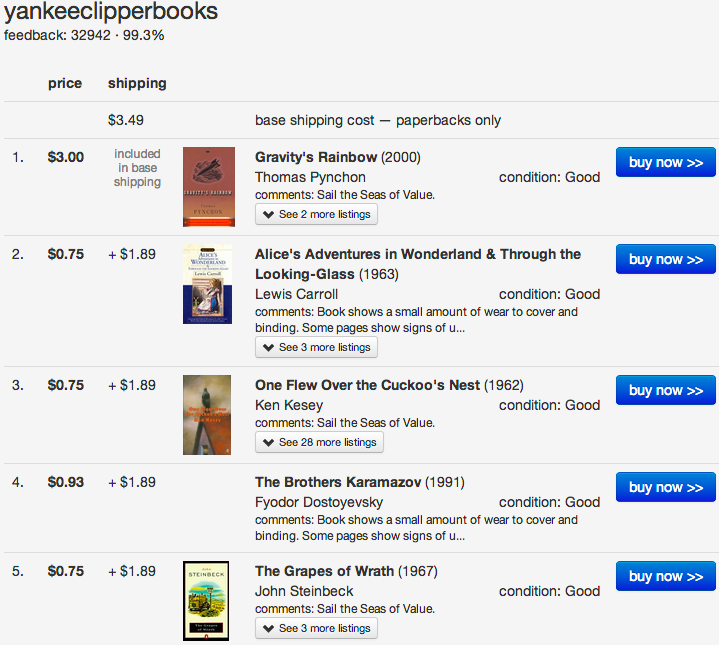 yankeeclipperbooks
feedback: 32942 · 99.3%
price shipping
$3.49 base shipping cost — paperbacks only
1. $3.00 included in base shipping
GRAVITY'S RAINBOW
PYNCHON
Gravity's Rainbow (2000)
Thomas Pynchon condition: Good
comments: Sail the Seas of Value.
See 2 more listings
buy now >>
2. $0.75 + $1.89
ALICE'S
ADVENTURES IN
WONDERLAND
Lewis Carroll
Alice's Adventures in Wonderland & Through the
Looking-Glass (1963)
Lewis Carroll condition: Good
comments: Book shows a small amount of wear to cover and
binding. Some pages show signs of u...
See 3 more listings
buy now >>
3. $0.75 + $1.89
One Flew Over the Cuckoo's Nest (1962)
Ken Kesey condition: Good
comments: Sail the Seas of Value.
See 28 more listings
buy now >>
4. $0.93 + $1.89
The Brothers Karamazov (1991)
Fyodor Dostoyevsky condition: Good
comments: Book shows a small amount of wear to cover and
binding. Some pages show signs of u...
buy now >>
5. $0.75 + $1.89
STEINBECK
The Grapes of Wrath (1967)
John Steinbeck condition: Good
comments: Sail the Seas of Value.
See 3 more listings
buy now >>